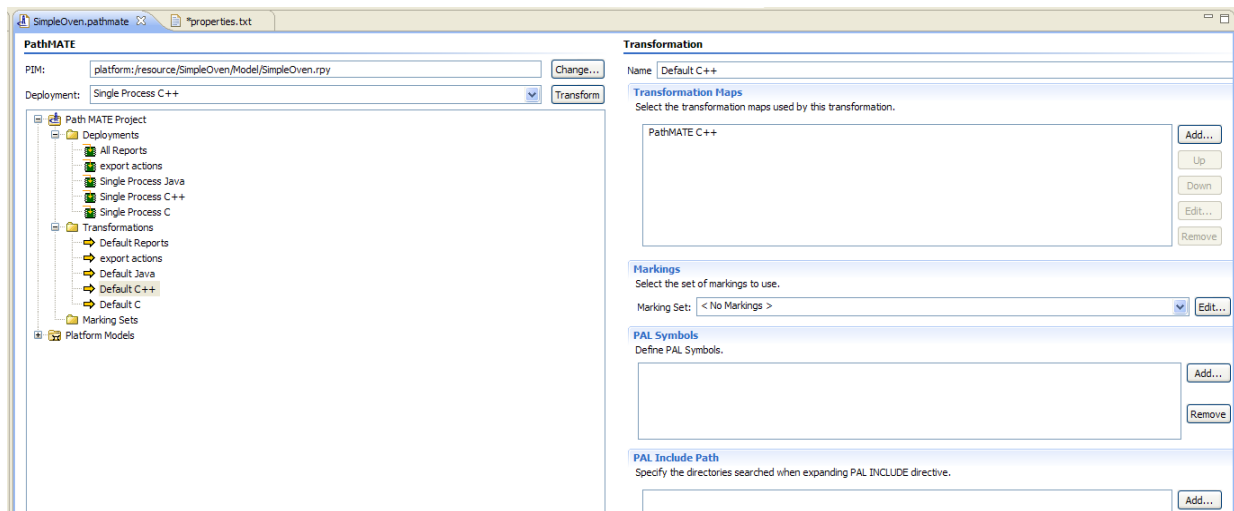 SimpleOven.pathmate
*properties.txt
PathMATE
PIM:
platform:/resource/SimpleOven/Model/SimpleOven.rpy
Change...
Deployment:
Single Process C++
Transform
Path MATE Project
Deployments
All Reports
export actions
Single Process Java
Single Process C++
Single Process C
Transformations
Default Reports
export actions
Default Java
Default C++
Default C
Marking Sets
Platform Models
Transformation
Name
Default C++
Transformation Maps
Select the transformation maps used by this transformation.
PathMATE C++
Add...
Up
Down
Edit...
Remove
Markings
Select the set of markings to use.
Marking Set:
< No Markings >
Edit...
PAL Symbols
Define PAL Symbols.
Add...
Remove
PAL Include Path
Specify the directories searched when expanding PAL INCLUDE directive.
Add...